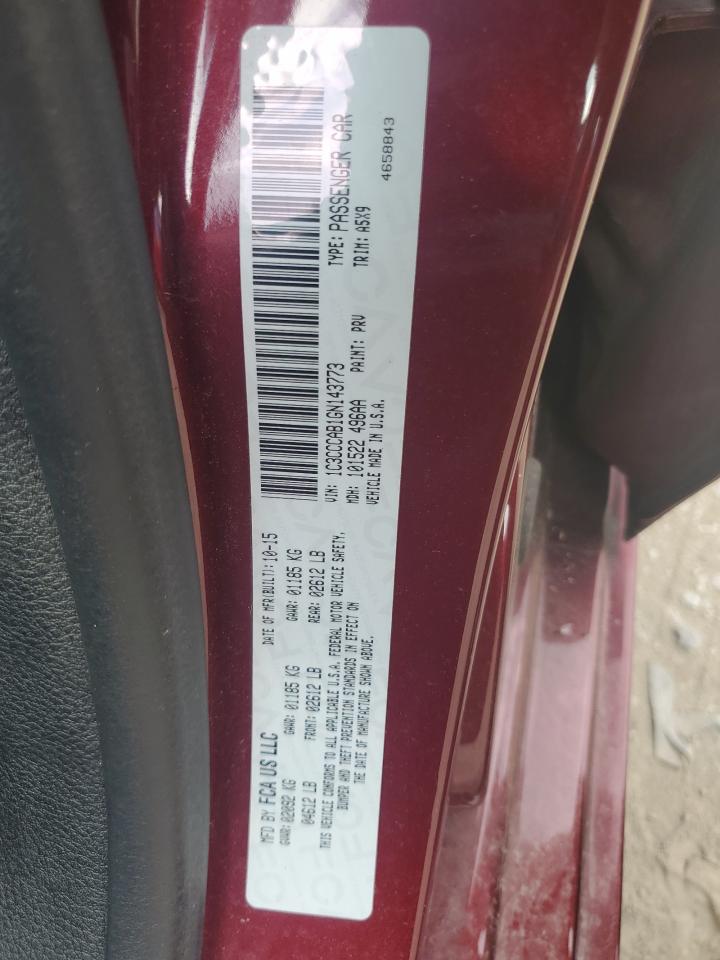 MFD BY FCA US LLC
DATE OF MFR(BUILT): 10-15
GVWR: 02092 KG
GAWR: 01185 KG
GAWR: 01185 KG
04612 LB
FRONT: 02612 LB
REAR: 02612 LB
THIS VEHICLE CONFORMS TO ALL APPLICABLE U.S.A. FEDERAL MOTOR VEHICLE SAFETY,
BUMPER AND THEFT PREVENTION STANDARDS IN EFFECT ON
THE DATE OF MANUFACTURE SHOWN ABOVE.
VIN: 1C3CCCAB1GN143773
TYPE: PASSENGER CAR
MDH: 101522 496AA
PAINT: PRV
TRIM: A5X9
VEHICLE MADE IN U.S.A.
4658843